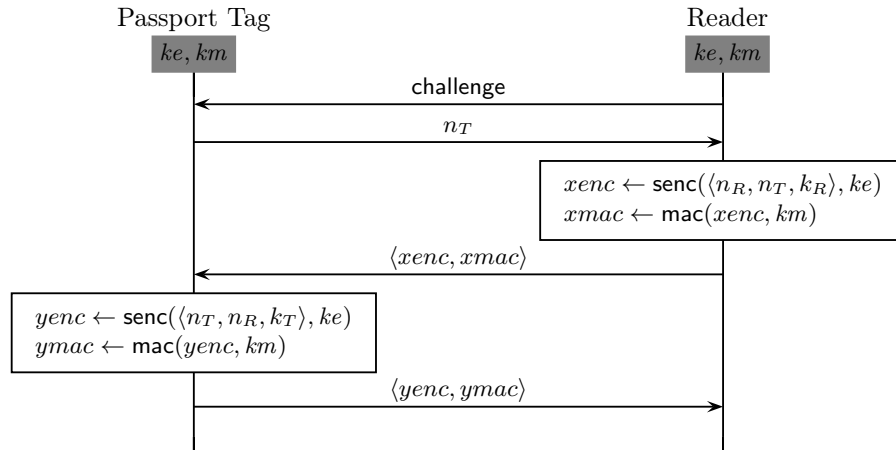 Passport Tag
Reader
ke, km
ke, km
challenge
n_T
xenc ← senc(⟨n_R, n_T, k_R⟩, ke)
xmac ← mac(xenc, km)
⟨xenc, xmac⟩
yenc ← senc(⟨n_T, n_R, k_T⟩, ke)
ymac ← mac(yenc, km)
⟨yenc, ymac⟩